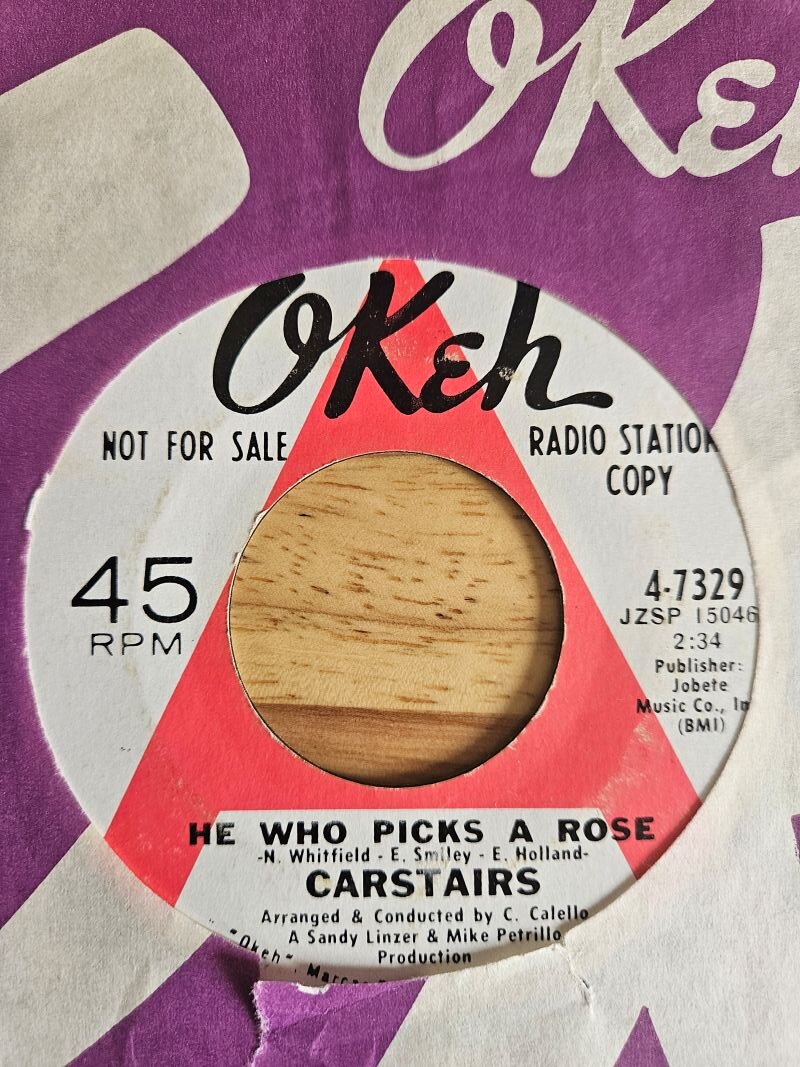 OKeh
OKeh
NOT FOR SALE
RADIO STATION
COPY
45
RPM
4-7329
JZSP 15046
2:34
Publisher:
Jobete
Music Co., In
(BMI)
HE WHO PICKS A ROSE
-N. Whitfield - E. Smiley - E. Holland-
CARSTAIRS
Arranged & Conducted by C. Calello
A Sandy Linzer & Mike Petrillo
Production
"Okeh", Marcas